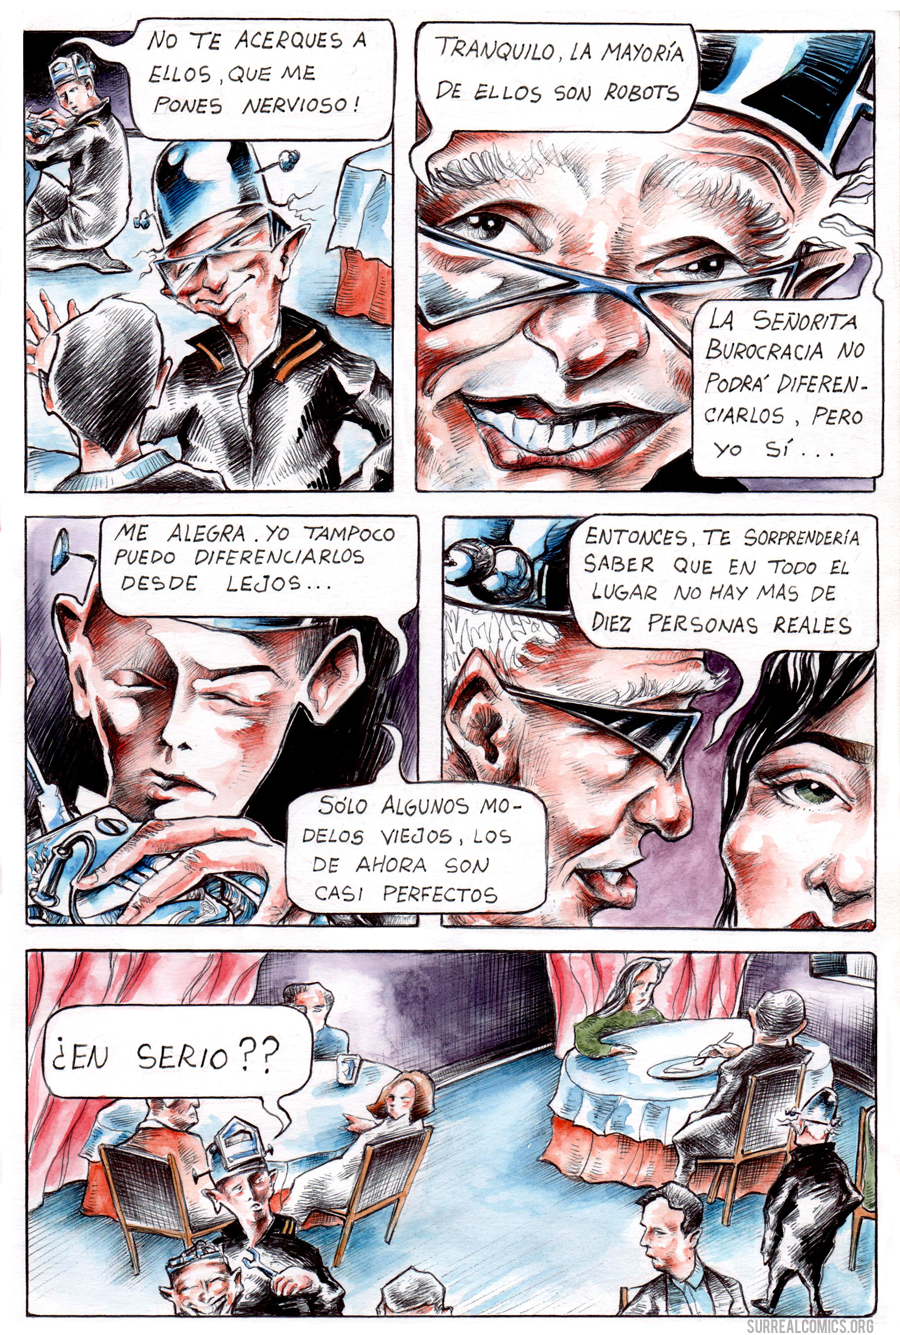 NO TE ACERQUES A
ELLOS, QUE ME
PONES NERVIOSO!
TRANQUILO, LA MAYORÍA
DE ELLOS SON ROBOTS
LA SEÑORITA
BUROCRACIA NO
PODRÁ DIFEREN-
CIARLOS, PERO
YO SÍ...
ME ALEGRA. YO TAMPOCO
PUEDO DIFERENCIARLOS
DESDE LEJOS...
SÓLO ALGUNOS MO-
DELOS VIEJOS, LOS
DE AHORA SON
CASI PERFECTOS
ENTONCES, TE SORPRENDERÍA
SABER QUE EN TODO EL
LUGAR NO HAY MAS DE
DIEZ PERSONAS REALES
¿EN SERIO??
SURREALCOMICS.ORG